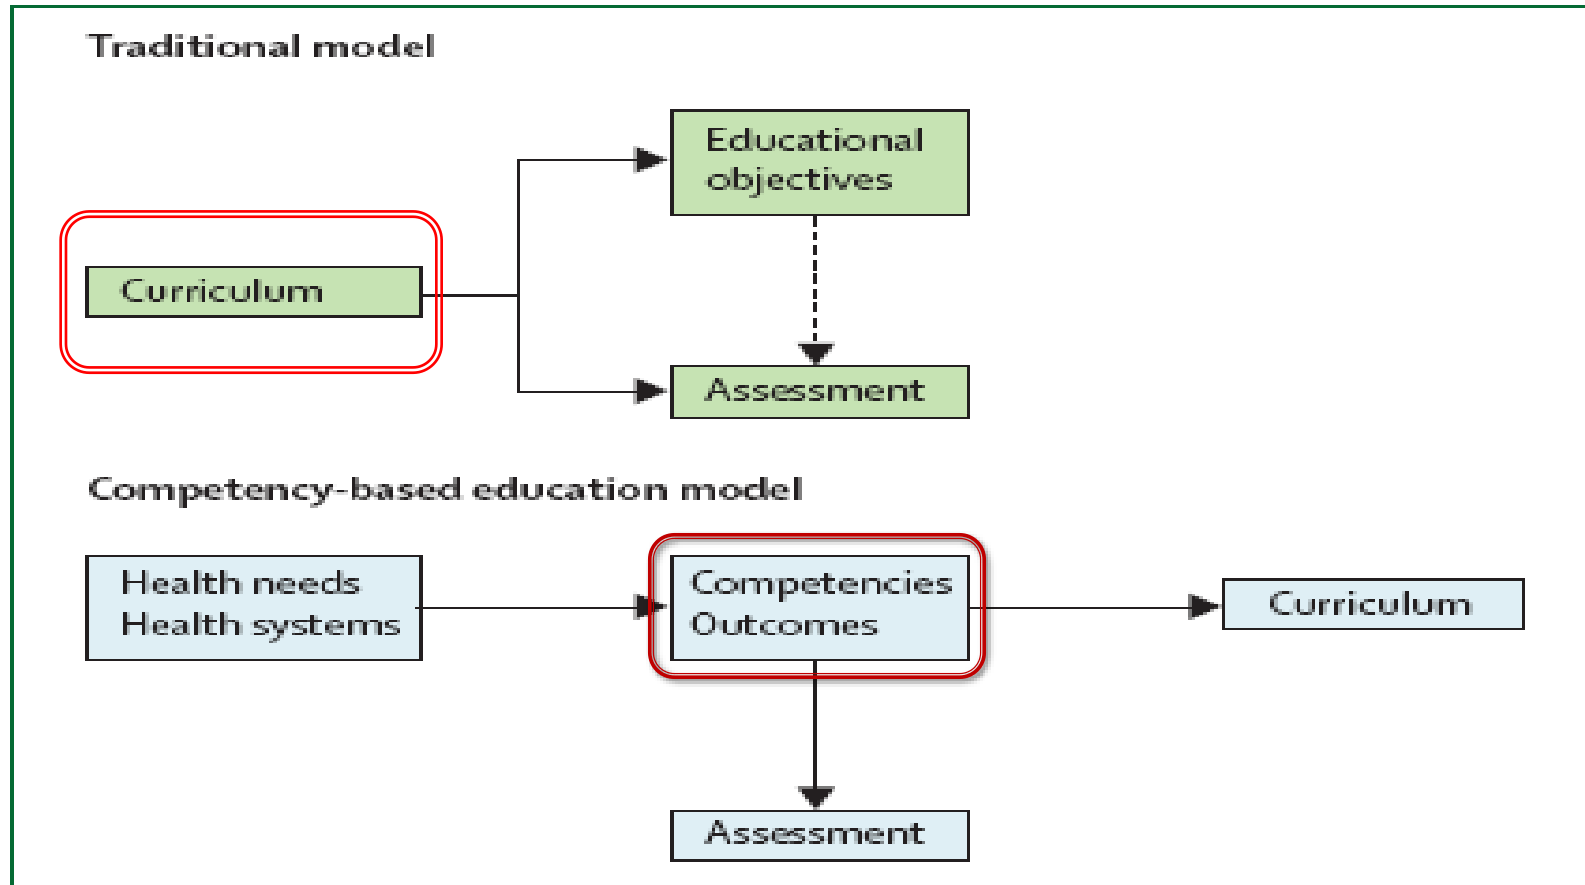 Traditional model
Educational
objectives
Curriculum
Assessment
Competency-based education model
Health needs
Health systems
Competencies
Outcomes
Curriculum
Assessment